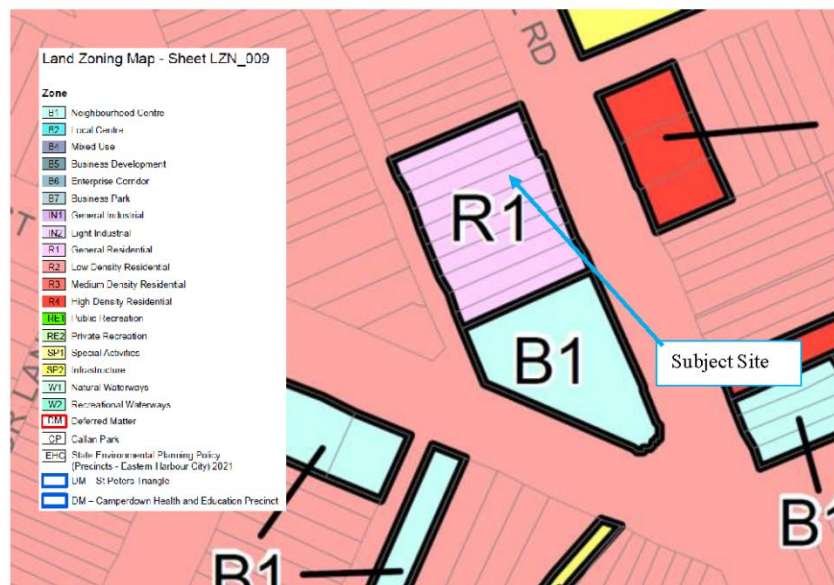 Land Zoning Map - Sheet LZN_009
Zone
B1 Neighbourhood Centre
B2 Local Centre
B4 Mixed Use
B5 Business Development
B6 Enterprise Corridor
B7 Business Park
IN1 General Industrial
IN2 Light Industrial
R1 General Residential
R2 Low Density Residential
R3 Medium Density Residential
R4 High Density Residential
RE1 Public Recreation
RE2 Private Recreation
SP1 Special Activities
SP2 Infrastructure
W1 Natural Waterways
W2 Recreational Waterways
DM Deferred Matter
CP Callan Park
EHC State Environmental Planning Policy
(Precincts - Eastern Harbour City) 2021
DM – St Peters Triangle
DM – Camperdown Health and Education Precinct
RD
R1
B1
Subject Site
B1
B1